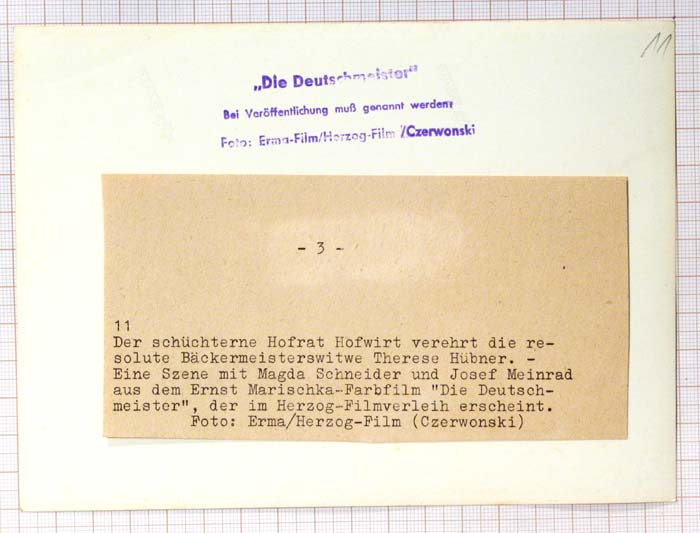 11
„Die Deutschmeister“
Bei Veröffentlichung muß genannt werden:
Foto: Erma-Film/Herzog-Film /Czerwonski
- 3 -
11
Der schüchterne Hofrat Hofwirt verehrt die re-
solute Bäckermeisterswitwe Therese Hübner. -
Eine Szene mit Magda Schneider und Josef Meinrad
aus dem Ernst Marischka-Farbfilm "Die Deutsch-
meister", der im Herzog-Filmverleih erscheint.
Foto: Erma/Herzog-Film (Czerwonski)